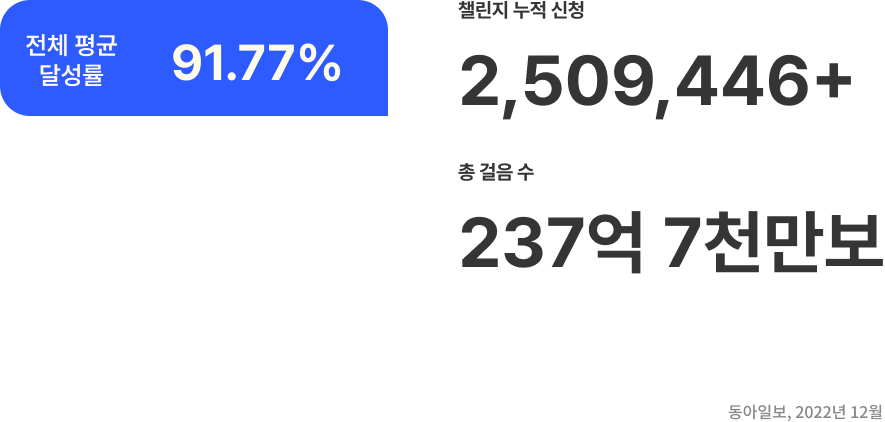 전체 평균
달성률
91.77%
챌린지 누적 신청
2,509,446+
총 걸음 수
237억 7천만보
동아일보, 2022년 12월